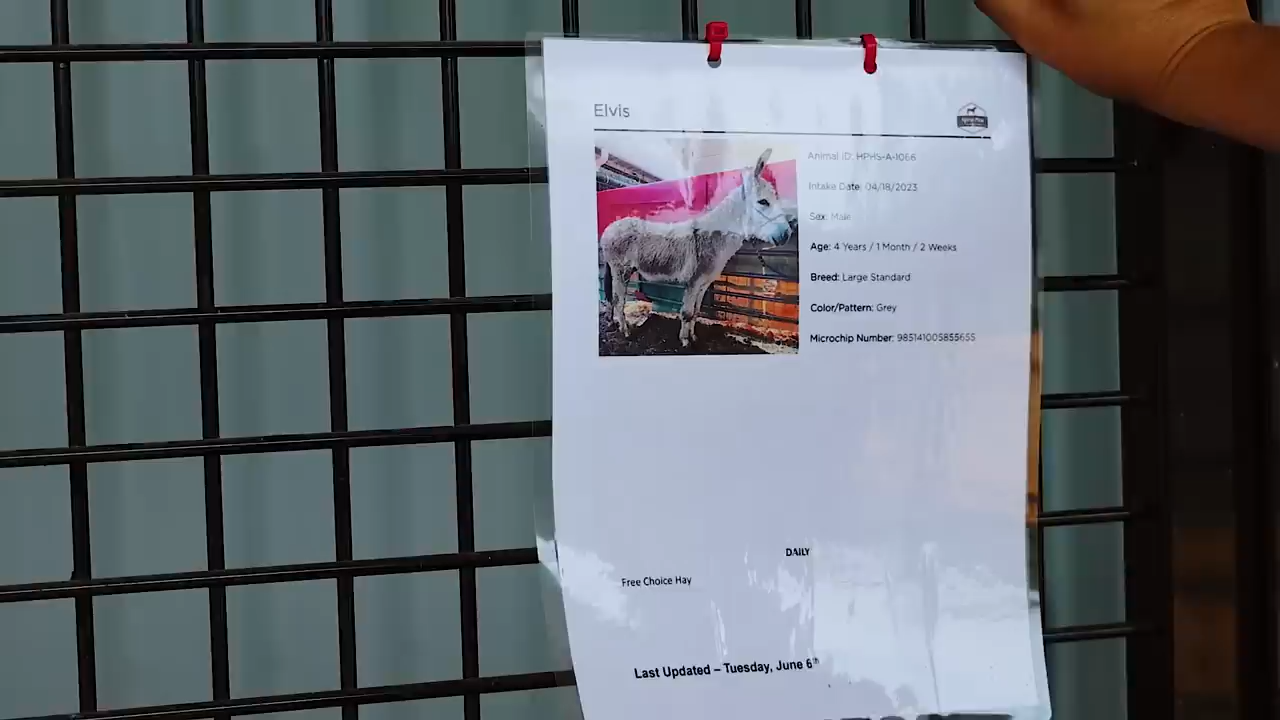 Elvis
Animal ID: HPHS-A-1066
Intake Date: 04/18/2023
Sex: Male
Age: 4 Years / 1 Month / 2 Weeks
Breed: Large Standard
Color/Pattern: Grey
Microchip Number: 985141005855655
DAILY
Free Choice Hay
Last Updated – Tuesday, June 6th